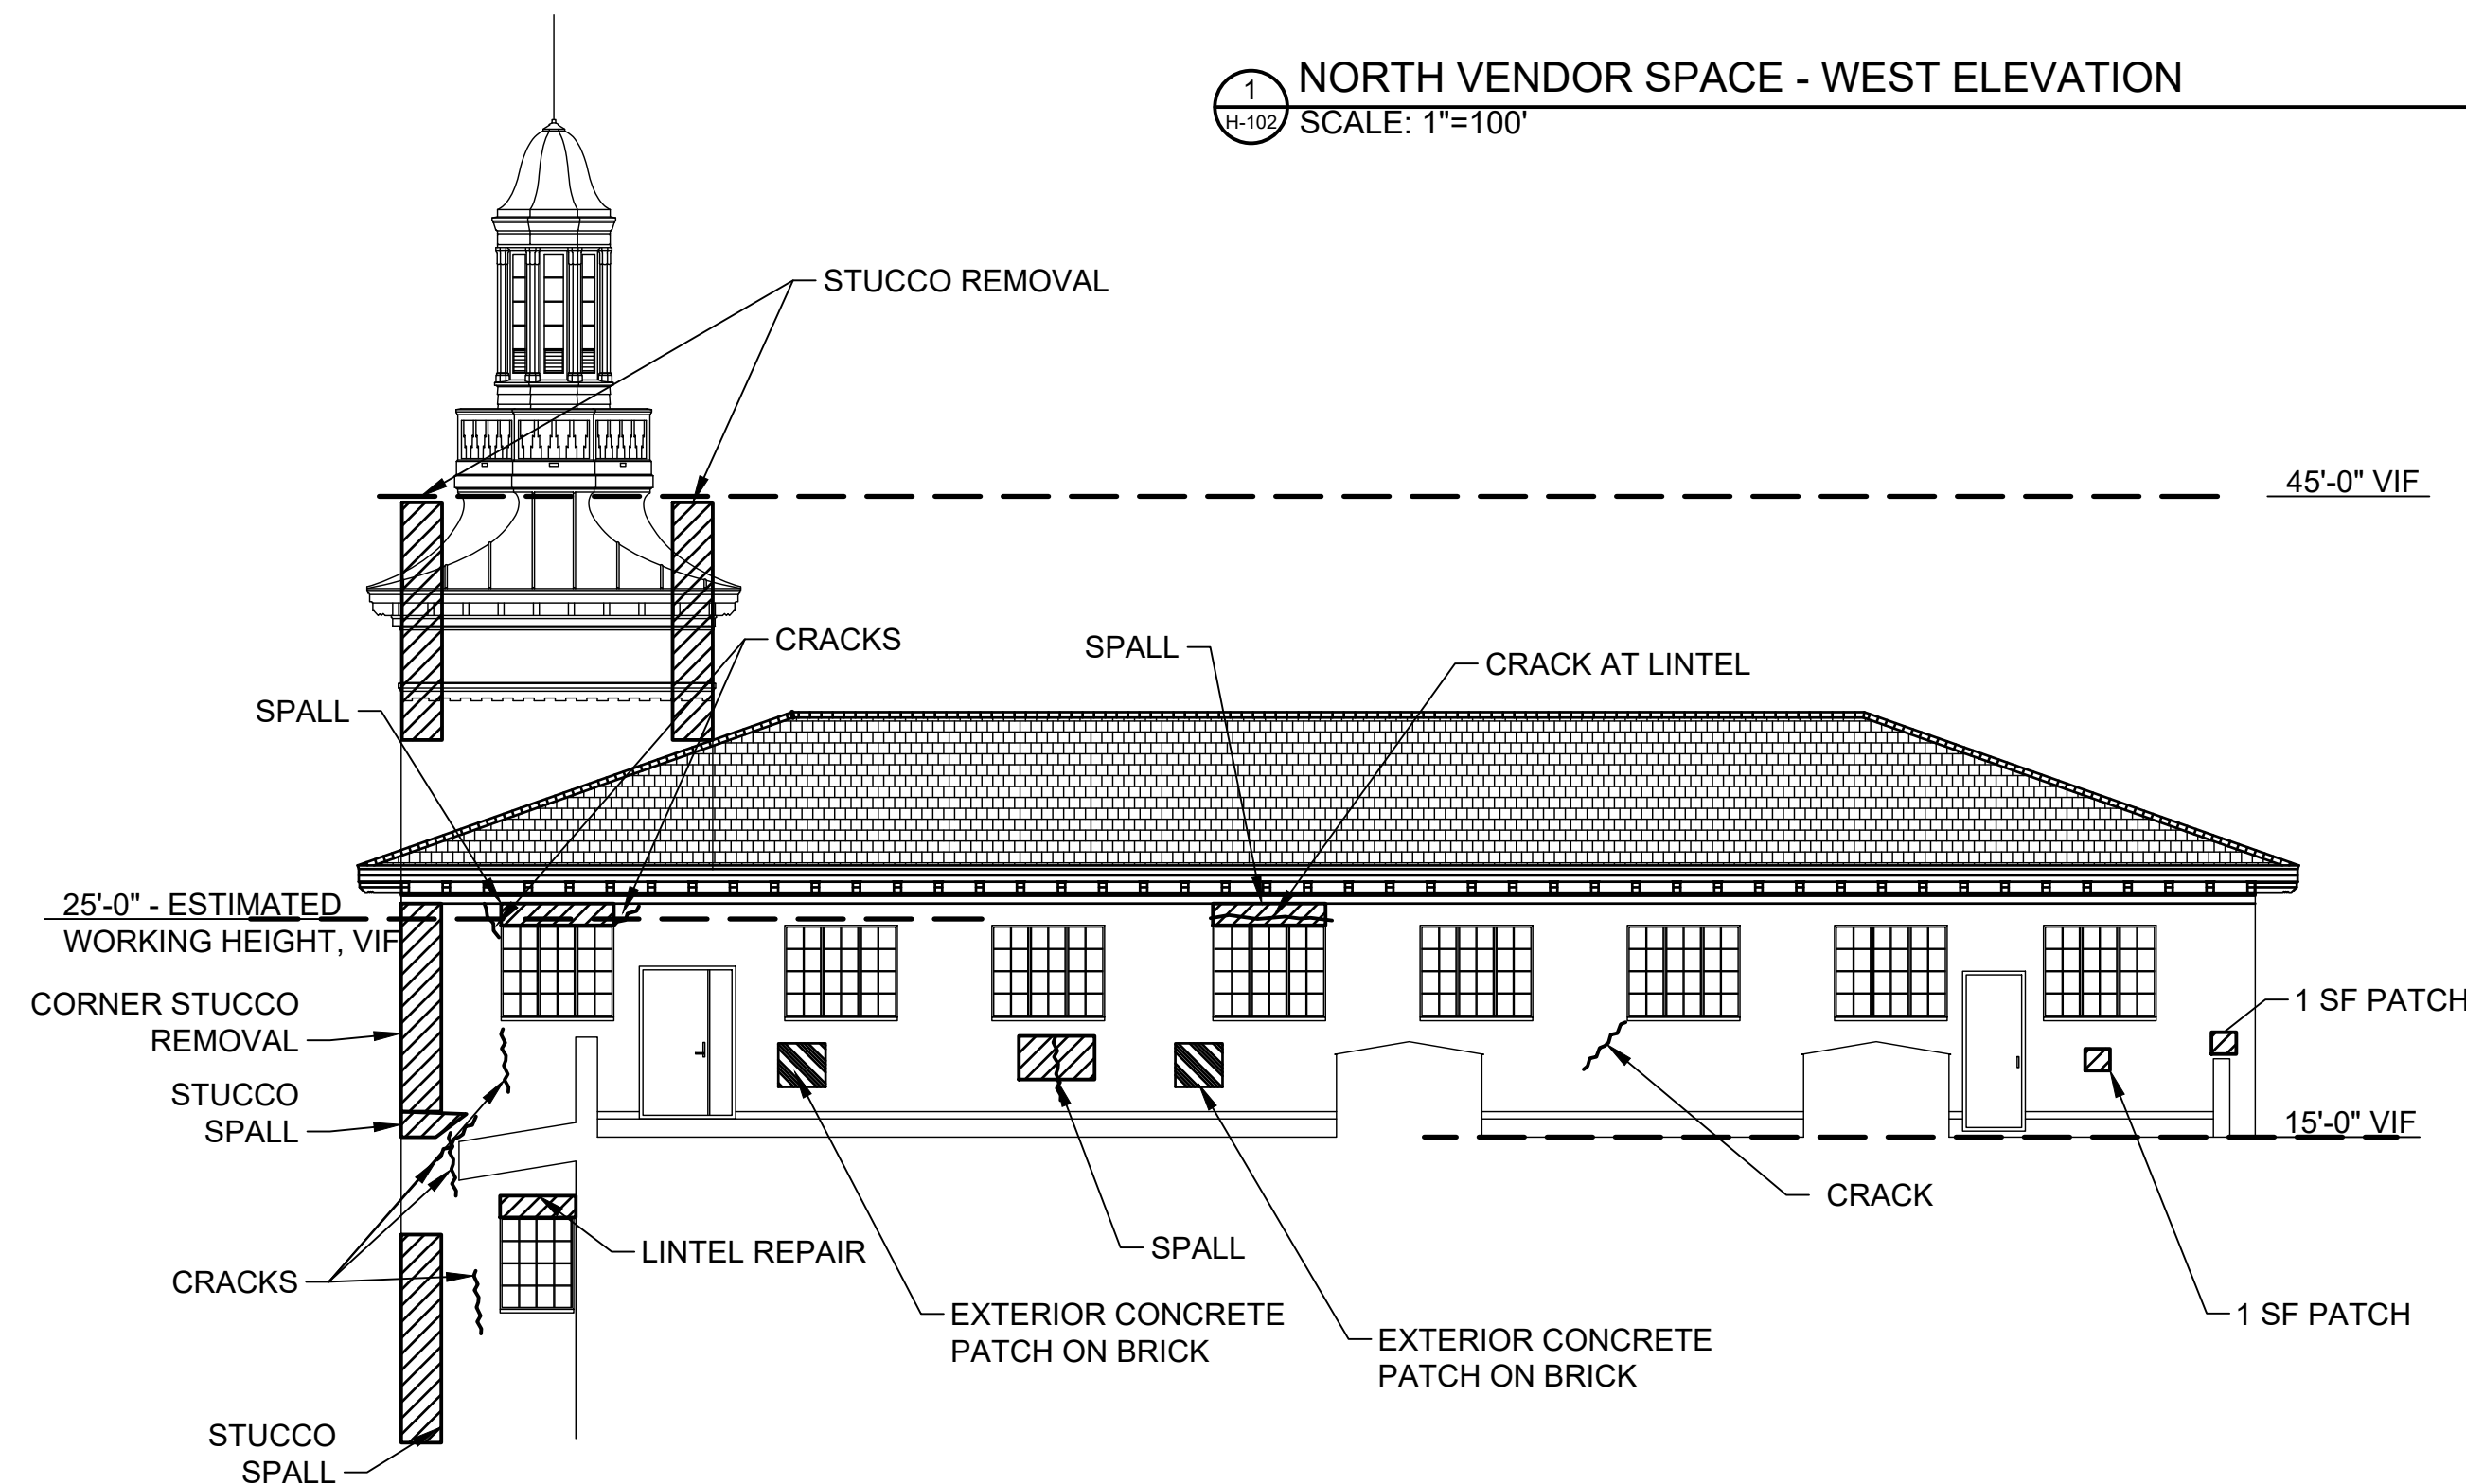 1
H-102
NORTH VENDOR SPACE - WEST ELEVATION
SCALE: 1"=100'
STUCCO REMOVAL
45'-0" VIF
CRACKS
SPALL
CRACK AT LINTEL
SPALL
25'-0" - ESTIMATED
WORKING HEIGHT, VIF
CORNER STUCCO
REMOVAL
1 SF PATCH
STUCCO
SPALL
15'-0" VIF
CRACK
LINTEL REPAIR
SPALL
CRACKS
EXTERIOR CONCRETE
PATCH ON BRICK
EXTERIOR CONCRETE
PATCH ON BRICK
1 SF PATCH
STUCCO
SPALL